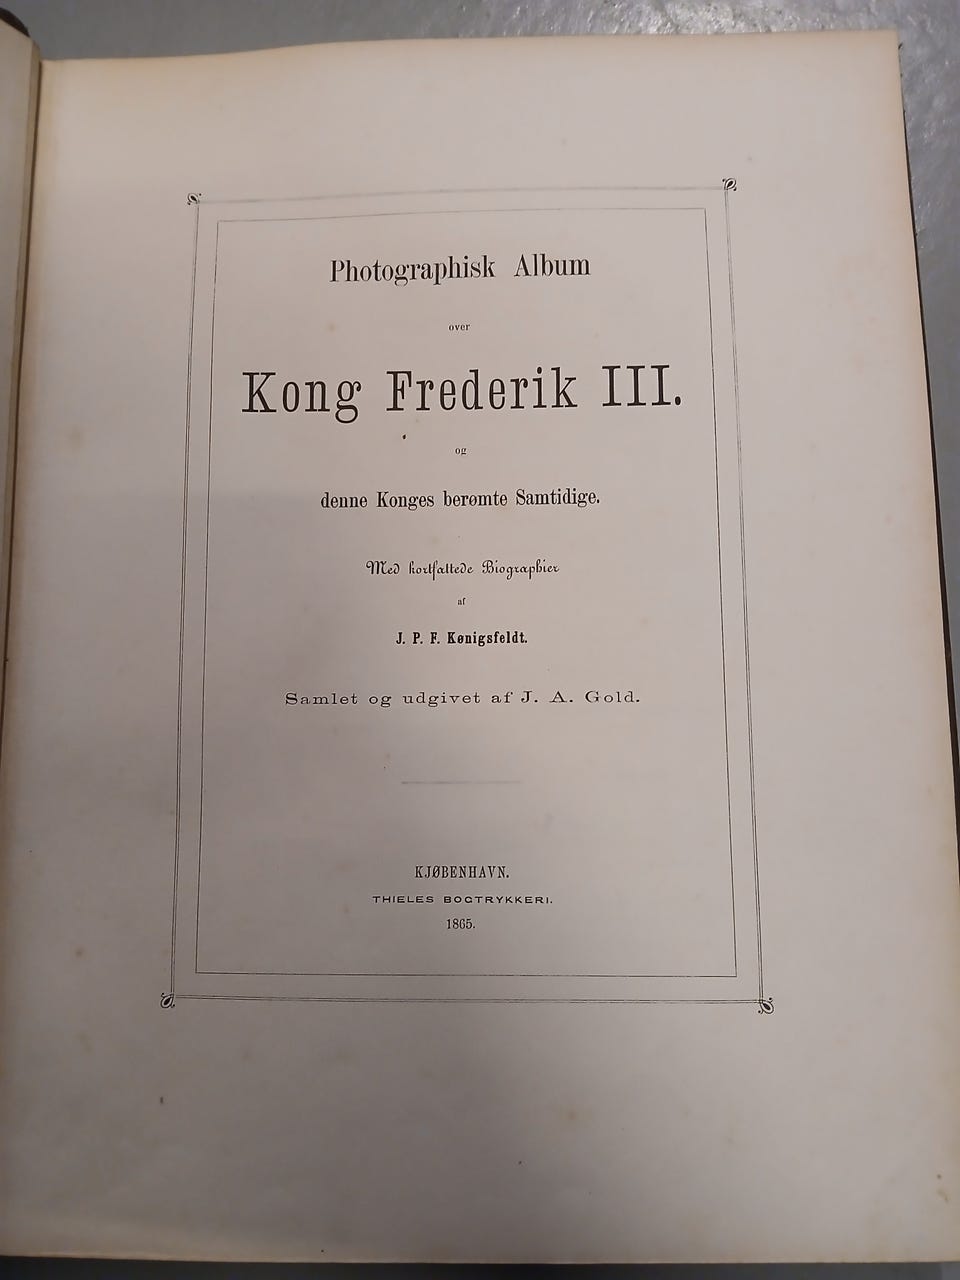 Photographisk Album
over
Kong Frederik III.
og
denne Konges berømte Samtidige.
Med kortfattede Biographier
af
J. P. F. Kønigsfeldt.
Samlet og udgivet af J. A. Gold.
KJØBENHAVN.
THIELES BOGTRYKKERI.
1865.